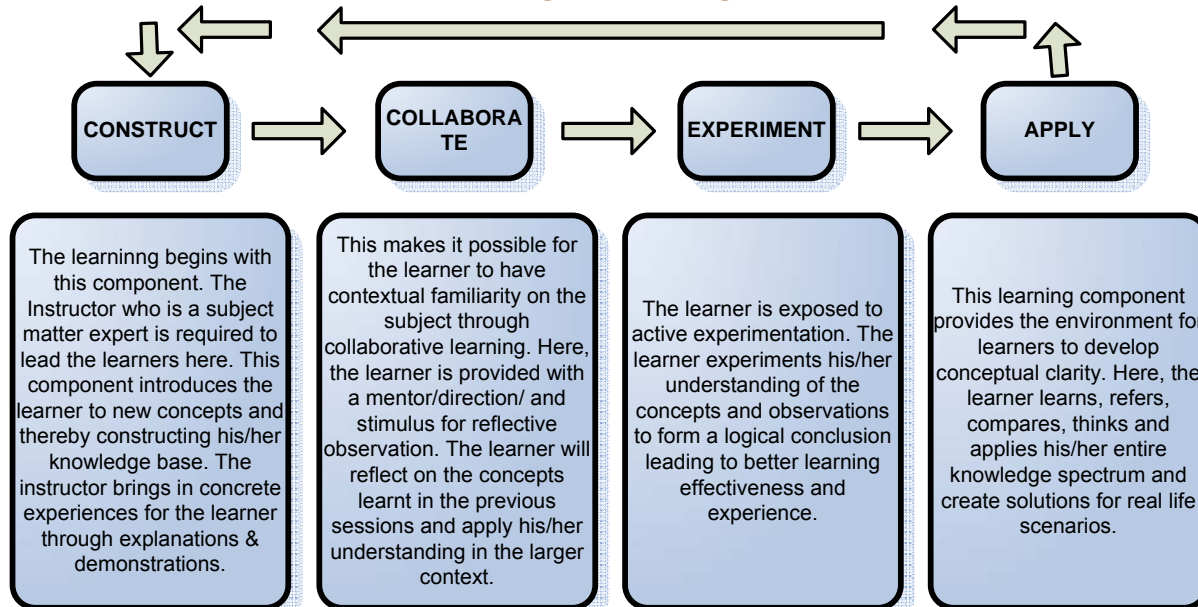 CONSTRUCT
COLLABORA
TE
EXPERIMENT
APPLY
The learninng begins with
this component. The
Instructor who is a subject
matter expert is required to
lead the learners here. This
component introduces the
learner to new concepts and
thereby constructing his/her
knowledge base. The
instructor brings in concrete
experiences for the learner
through explanations &
demonstrations.
This makes it possible for
the learner to have
contextual familiarity on the
subject through
collaborative learning. Here,
the learner is provided with
a mentor/direction/ and
stimulus for reflective
observation. The learner will
reflect on the concepts
learnt in the previous
sessions and apply his/her
understanding in the larger
context.
The learner is exposed to
active experimentation. The
learner experiments his/her
understanding of the
concepts and observations
to form a logical conclusion
leading to better learning
effectiveness and
experience.
This learning component
provides the environment for
learners to develop
conceptual clarity. Here, the
learner learns, refers,
compares, thinks and
applies his/her entire
knowledge spectrum and
create solutions for real life
scenarios.